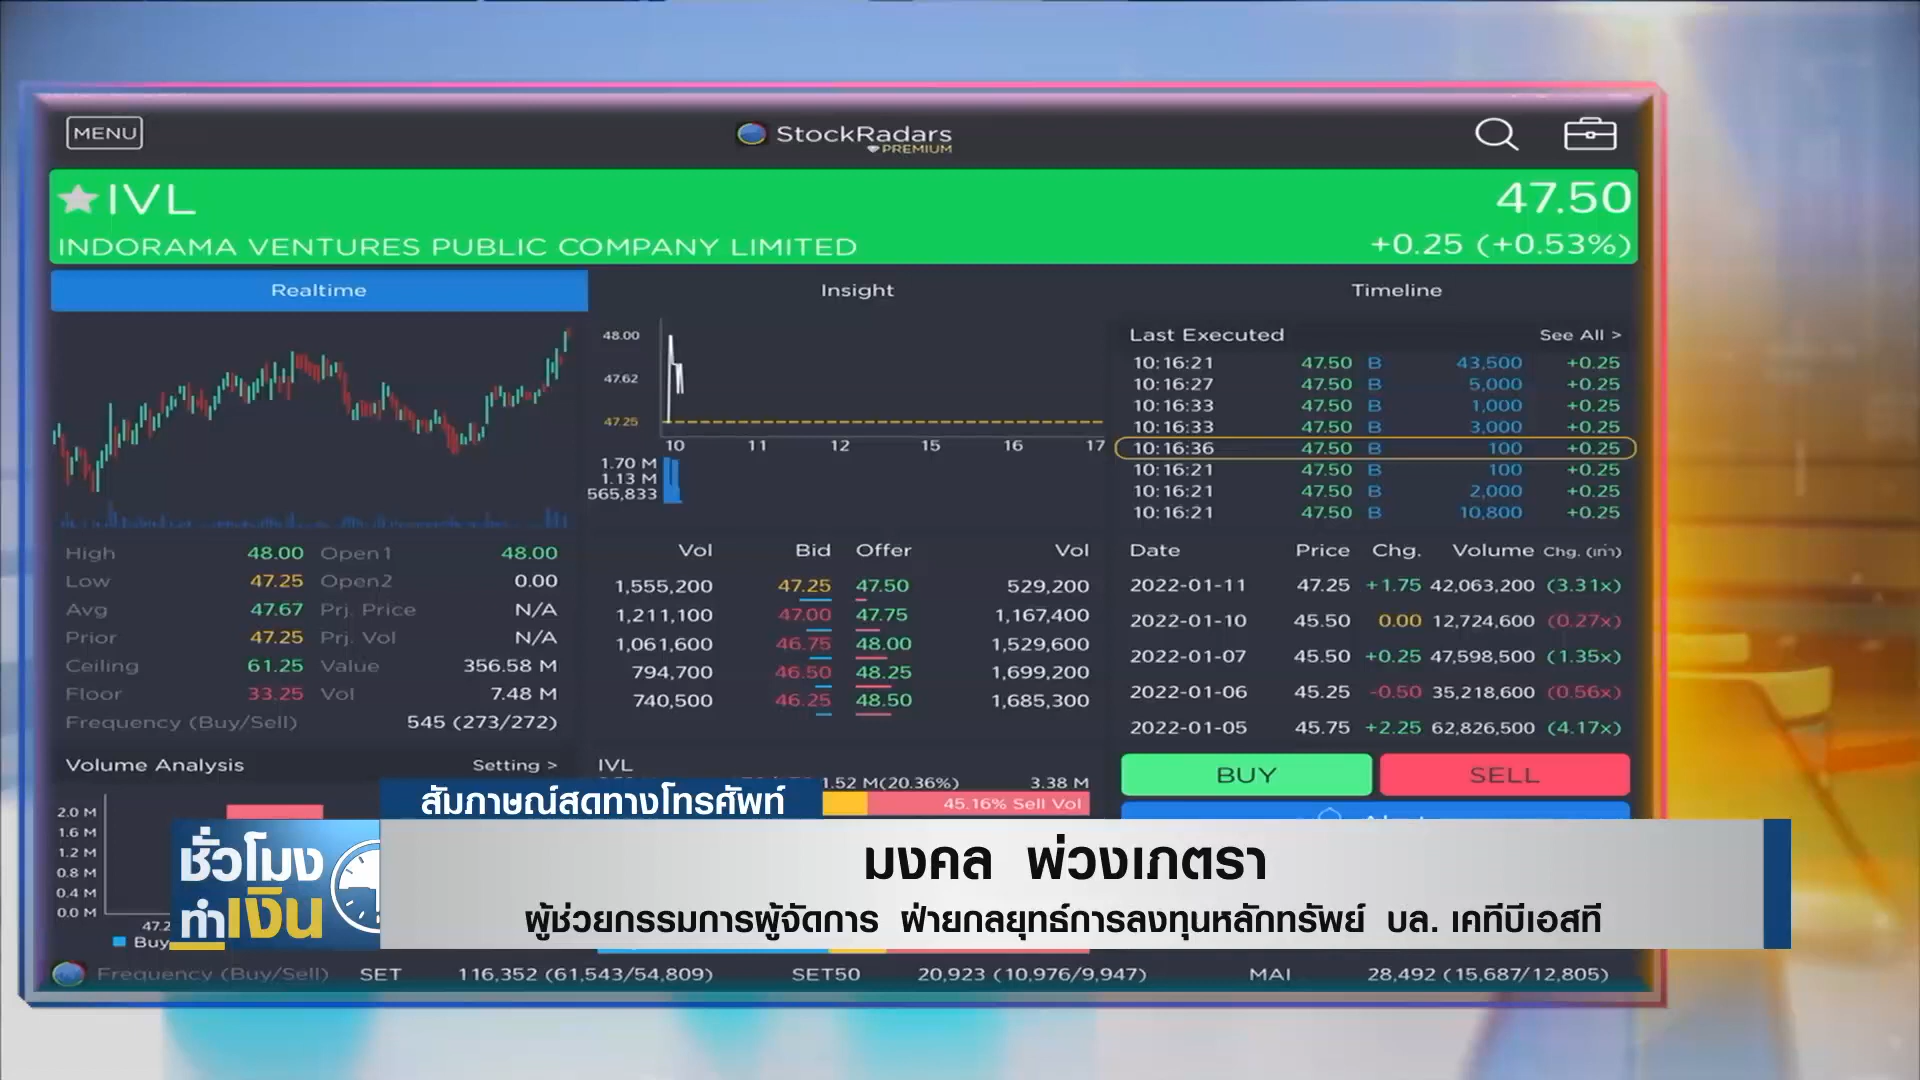 MENU
StockRadars
PREMIUM
IVL
47.50
INDORAMA VENTURES PUBLIC COMPANY LIMITED
+0.25 (+0.53%)
Realtime
Insight
Timeline
48.00
47.62
47.25
10 11 12 15 16 17
1.70 M
1.13 M
565,833
Last Executed See All >
10:16:21 47.50 B 43,500 +0.25
10:16:27 47.50 B 5,000 +0.25
10:16:33 47.50 B 1,000 +0.25
10:16:33 47.50 B 3,000 +0.25
10:16:36 47.50 B 100 +0.25
10:16:21 47.50 B 100 +0.25
10:16:21 47.50 B 2,000 +0.25
10:16:21 47.50 B 10,800 +0.25
High 48.00 Open1 48.00
Low 47.25 Open2 0.00
Avg 47.67 Prj. Price N/A
Prior 47.25 Prj. Vol N/A
Ceiling 61.25 Value 356.58 M
Floor 33.25 Vol 7.48 M
Frequency (Buy/Sell) 545 (273/272)
Vol Bid Offer Vol
1,555,200 47.25 47.50 529,200
1,211,100 47.00 47.75 1,167,400
1,061,600 46.75 48.00 1,529,600
794,700 46.50 48.25 1,699,200
740,500 46.25 48.50 1,685,300
Date Price Chg. Volume Chg. (เท่า)
2022-01-11 47.25 +1.75 42,063,200 (3.31x)
2022-01-10 45.50 0.00 12,724,600 (0.27x)
2022-01-07 45.50 +0.25 47,598,500 (1.35x)
2022-01-06 45.25 -0.50 35,218,600 (0.56x)
2022-01-05 45.75 +2.25 62,826,500 (4.17x)
BUY SELL
Volume Analysis Setting >
2.0 M
1.6 M
1.2 M
0.8 M
0.4 M
0.0 M
47.2
Buy
IVL
1.52 M(20.36%) 3.38 M
45.16% Sell Vol
สัมภาษณ์สดทางโทรศัพท์
ชั่วโมง
ทำเงิน
มงคล พ่วงเภตรา
ผู้ช่วยกรรมการผู้จัดการ ฝ่ายกลยุทธ์การลงทุนหลักทรัพย์ บล. เคทีบีเอสที
Frequency (Buy/Sell) SET 116,352 (61,543/54,809) SET50 20,923 (10,976/9,947) MAI 28,492 (15,687/12,805)